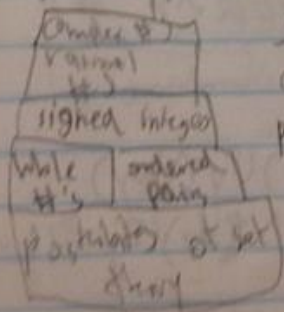 complex #s
rational
#s
signed integers
whole
#'s
ordered
pairs
postulates of set
theory